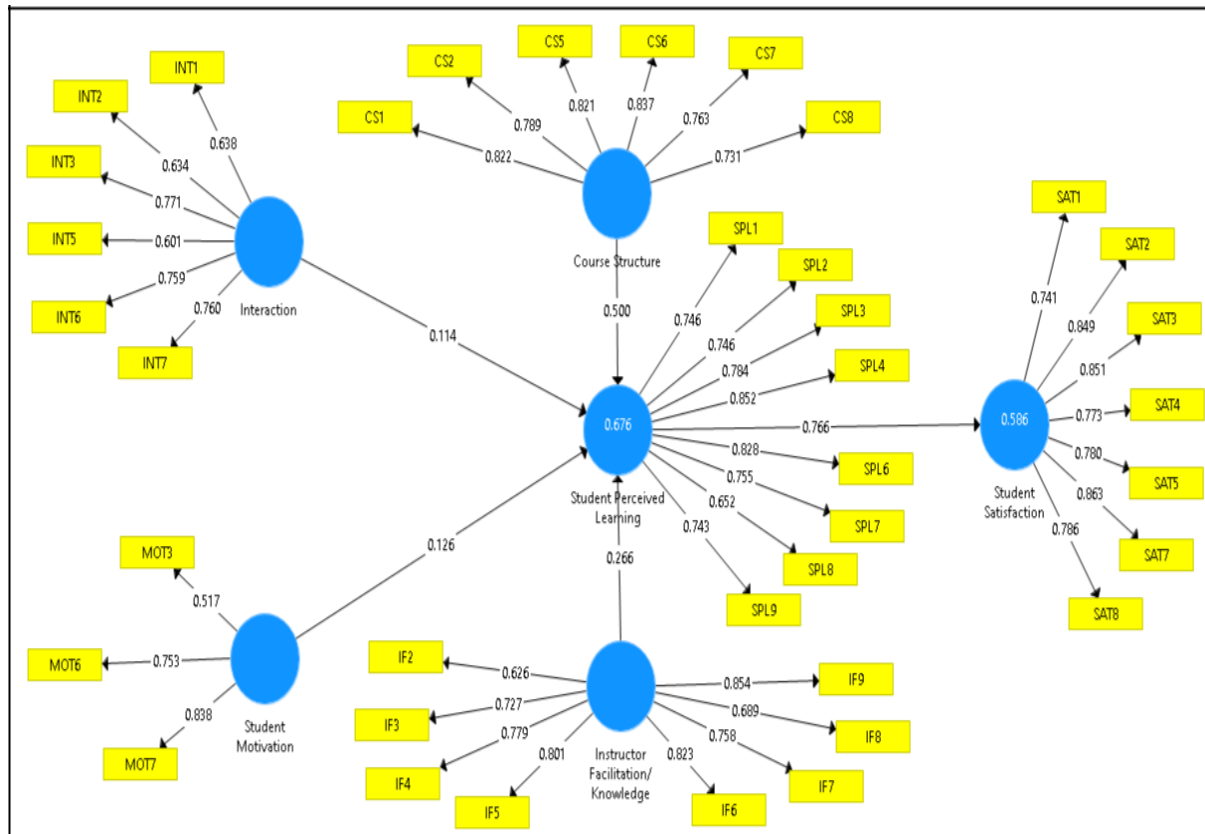 INT1
INT2
INT3
INT5
INT6
INT7
0.638
0.634
0.771
0.601
0.759
0.760
Interaction
CS1
CS2
CS5
CS6
CS7
CS8
0.822
0.789
0.821
0.837
0.763
0.731
Course Structure
0.500
0.114
SPL1
SPL2
SPL3
SPL4
SPL6
SPL7
SPL8
SPL9
0.746
0.746
0.784
0.852
0.828
0.755
0.652
0.743
0.676
Student Perceived
Learning
0.766
SAT1
SAT2
SAT3
SAT4
SAT5
SAT7
SAT8
0.741
0.849
0.851
0.773
0.780
0.863
0.786
0.586
Student
Satisfaction
0.126
0.266
MOT3
MOT6
MOT7
0.517
0.753
0.838
Student
Motivation
IF2
IF3
IF4
IF5
IF6
IF7
IF8
IF9
0.626
0.727
0.779
0.801
0.823
0.758
0.689
0.854
Instructor
Facilitation/
Knowledge